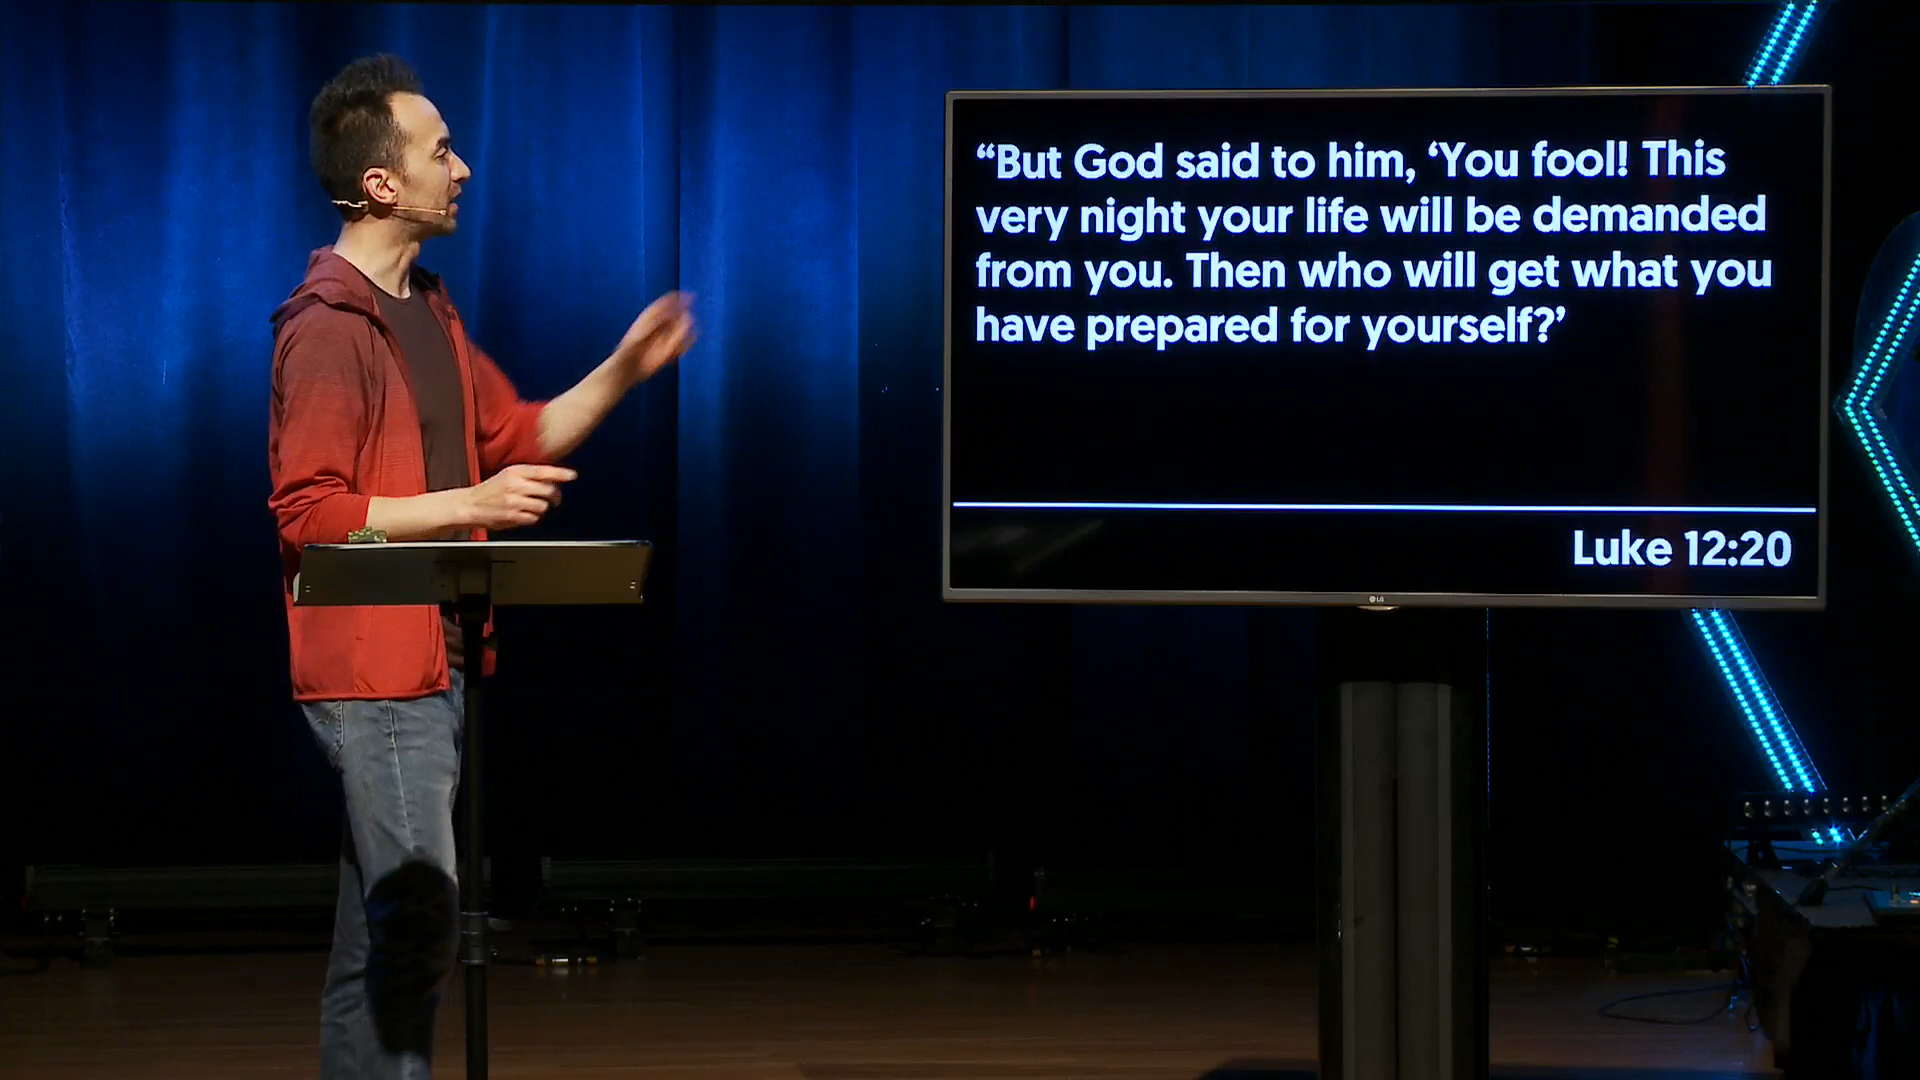 “But God said to him, ‘You fool! This
very night your life will be demanded
from you. Then who will get what you
have prepared for yourself?’
Luke 12:20
LG